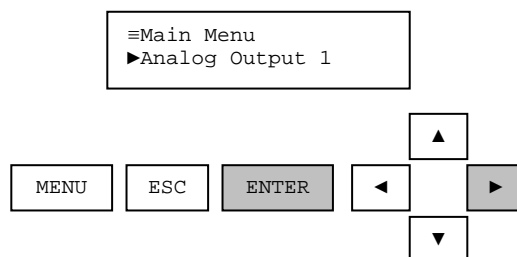 ≡Main Menu
►Analog Output 1
▲
MENU ESC ENTER ◄ ►
▼